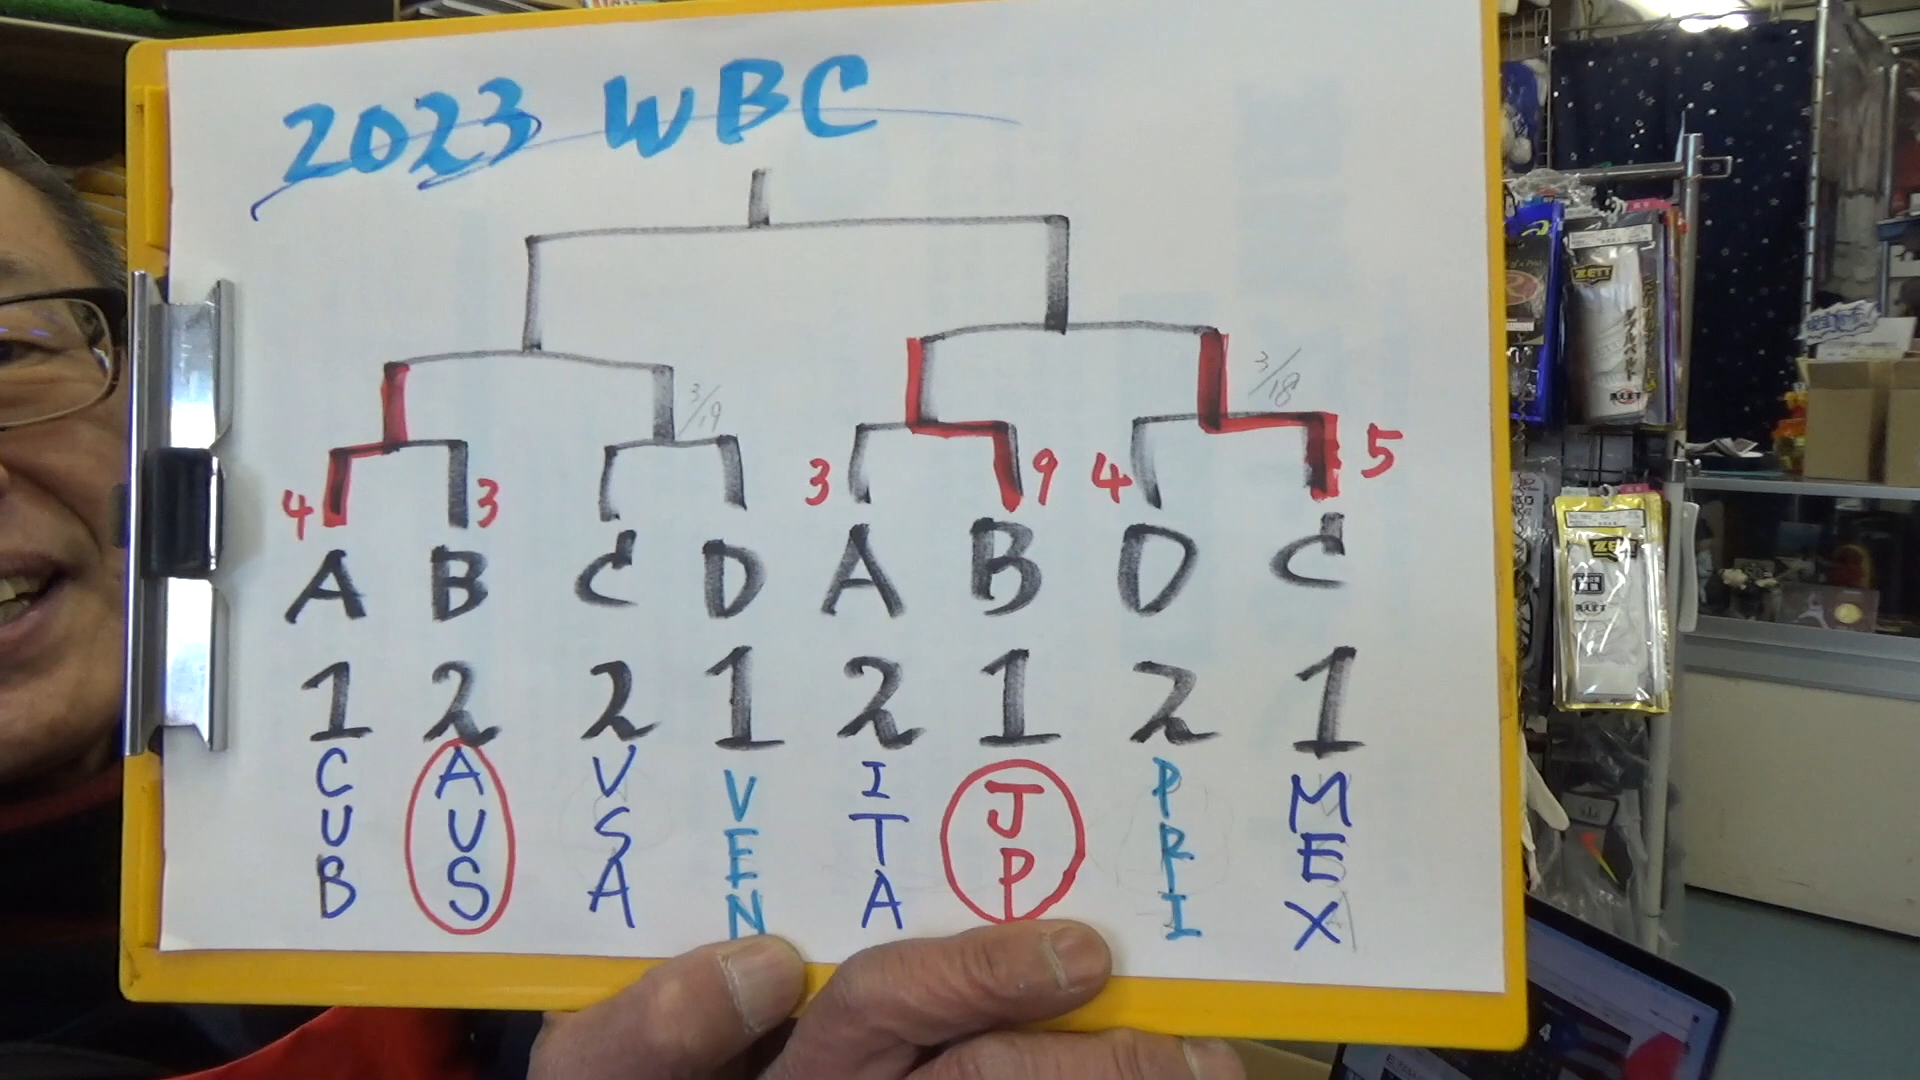 2023 WBC
3/19
3/18
4 3 3 9 4 5
A B C D A B D C
1 2 2 1 2 1 2 1
CUB
AUS
USA
VEN
ITA
JP
PRI
MEX
ZETT
ZETT